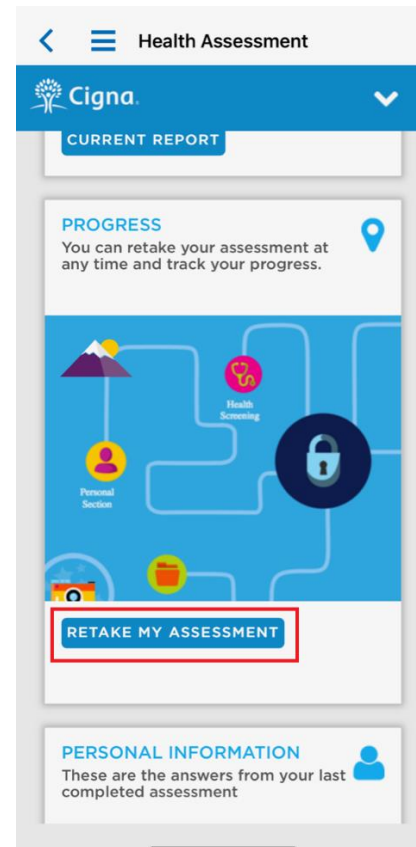 Health Assessment
Cigna.
CURRENT REPORT
PROGRESS
You can retake your assessment at
any time and track your progress.
Health
Screening
Personal
Section
RETAKE MY ASSESSMENT
PERSONAL INFORMATION
These are the answers from your last
completed assessment